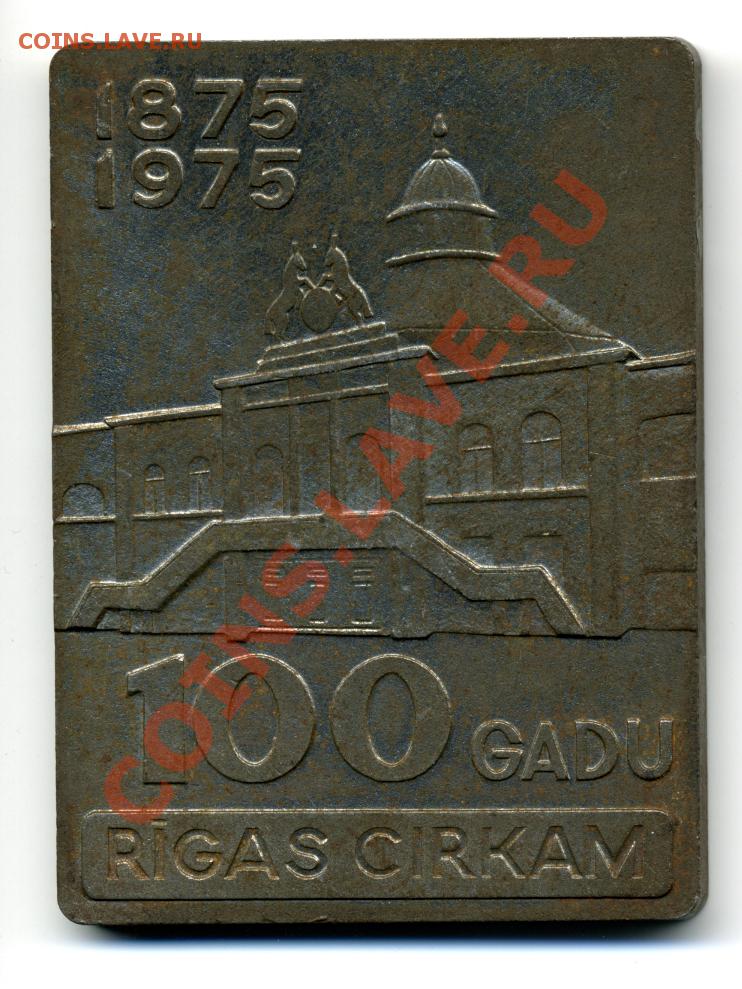 COINS.LAVE.RU
1875
1975
COINS.LAVE.RU
100 GADU
RĪGAS CIRKAM